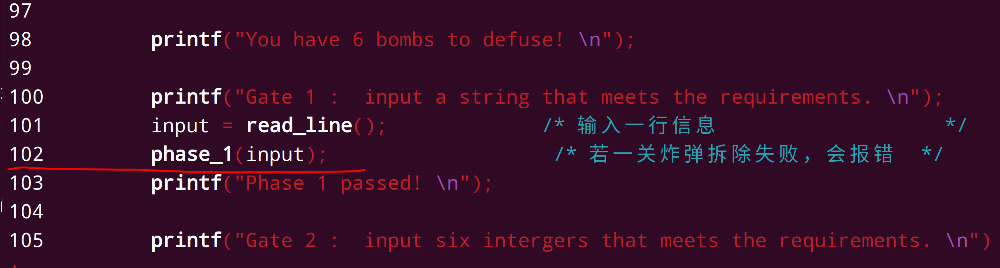 97
98 printf("You have 6 bombs to defuse! \n");
99
100 printf("Gate 1 :  input a string that meets the requirements. \n");
101 input = read_line(); /* 输入一行信息 */
102 phase_1(input); /* 若一关炸弹拆除失败，会报错 */
103 printf("Phase 1 passed! \n");
104
105 printf("Gate 2 :  input six intergers that meets the requirements. \n")
;